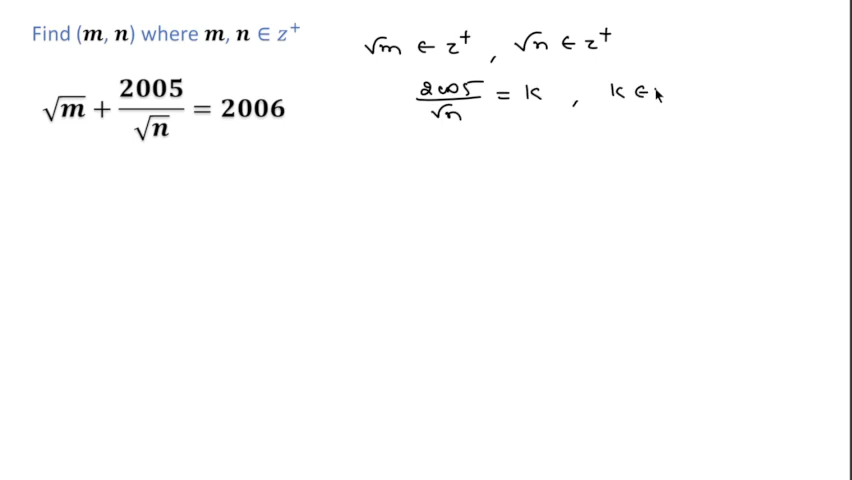 Find (m, n) where m, n ∈ z⁺
√m + 2005/√n = 2006
√m ∈ z⁺ , √n ∈ z⁺
2005/√n = k , k ∈